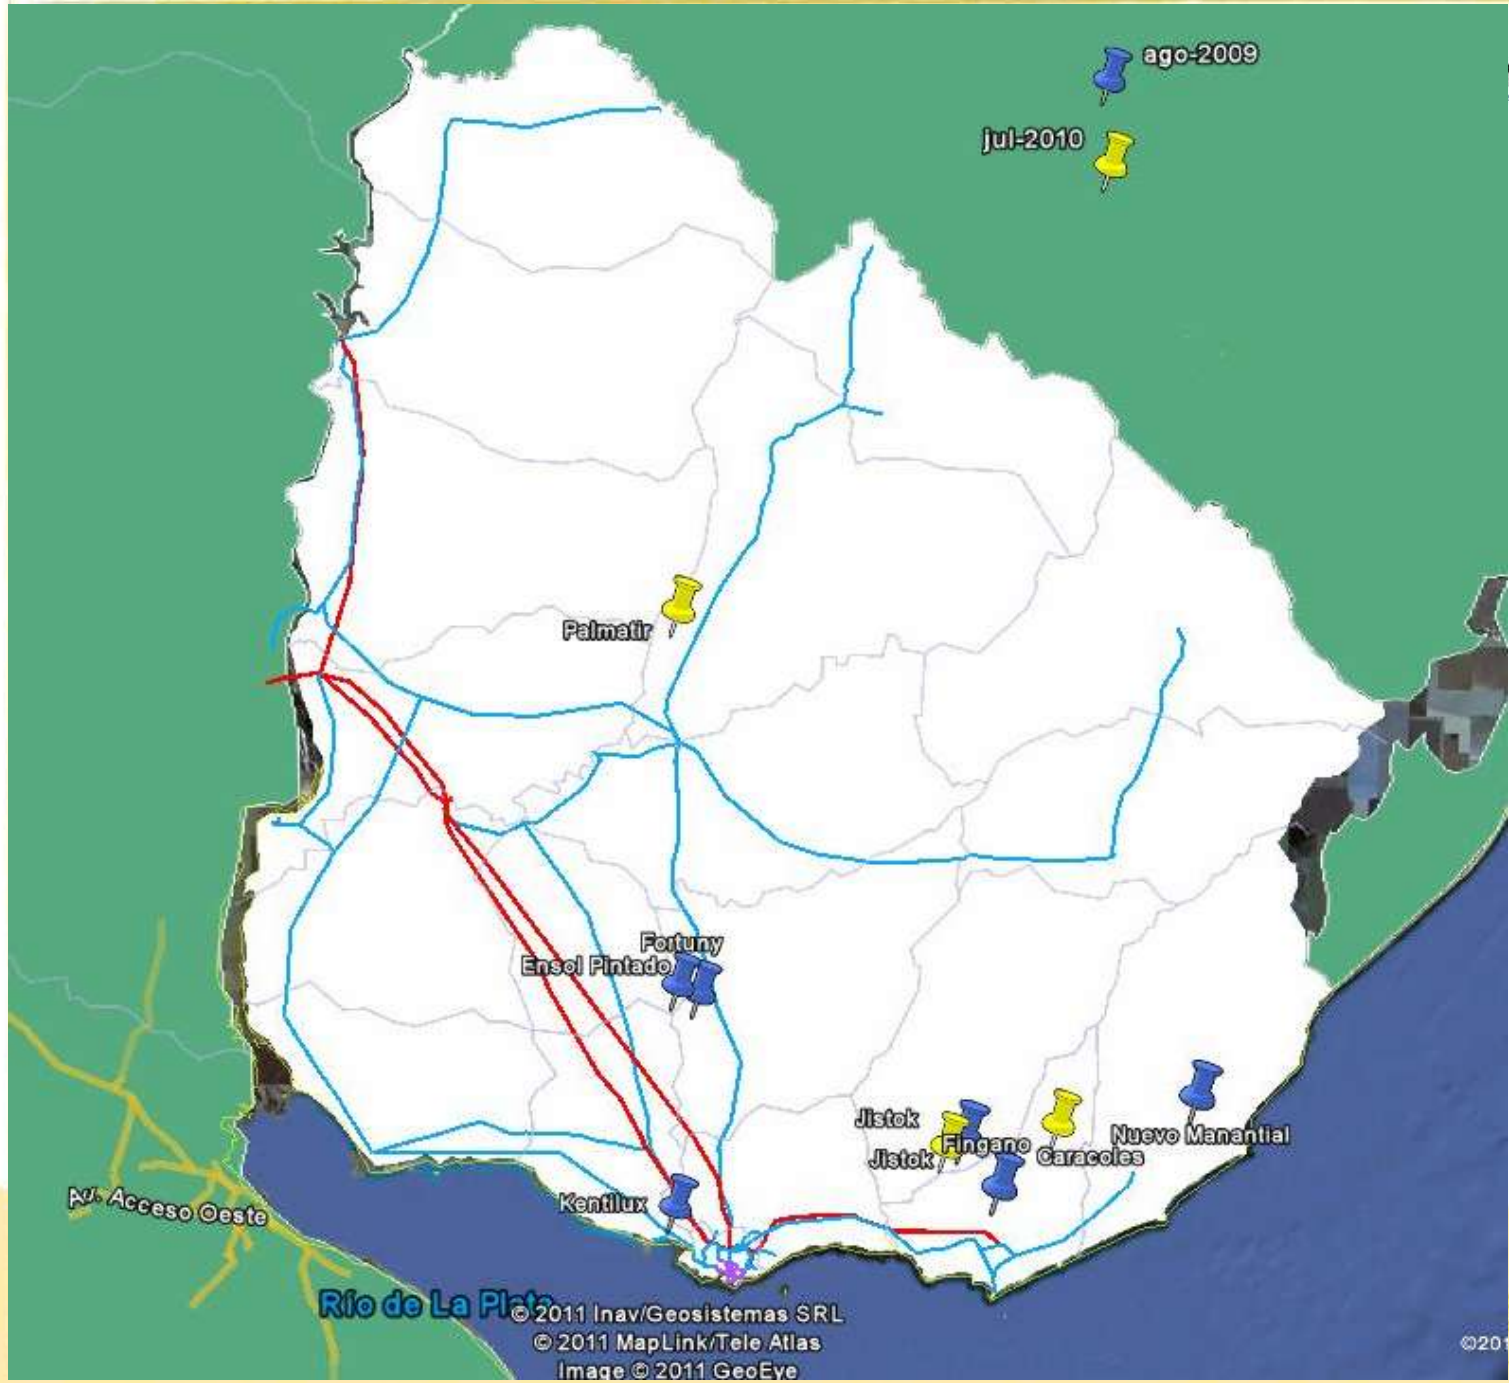 ago-2009
jul-2010
Palmatir
Fortuny
Ensol Pintado
Jistok
Fingano
Nuevo Manantial
Jistok
Caracoles
Kentilux
Av. Acceso Oeste
Río de La Plata
© 2011 Inav/Geosistemas SRL
© 2011 MapLink/Tele Atlas
Image © 2011 GeoEye
©201